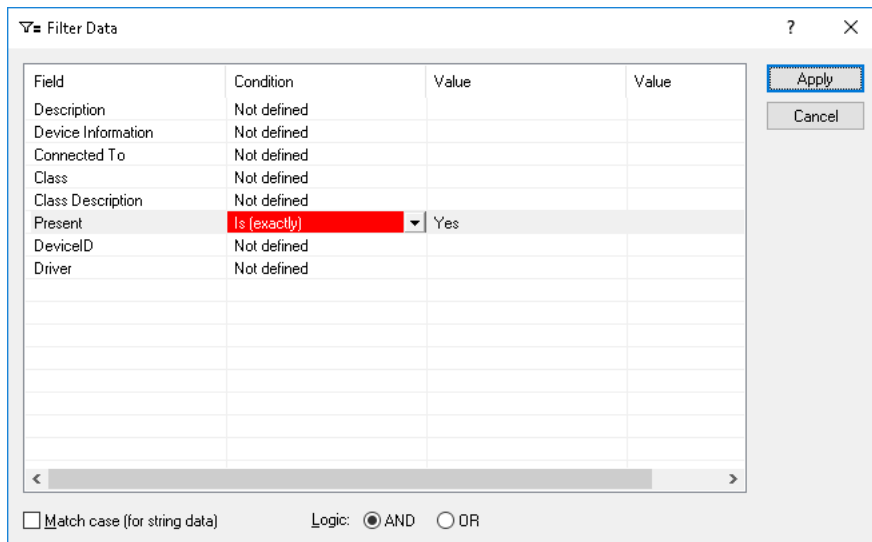 Filter Data ?
Field Condition Value Value
Description Not defined
Device Information Not defined
Connected To Not defined
Class Not defined
Class Description Not defined
Present Is (exactly) Yes
DeviceID Not defined
Driver Not defined
Apply
Cancel
Match case (for string data) Logic: AND OR